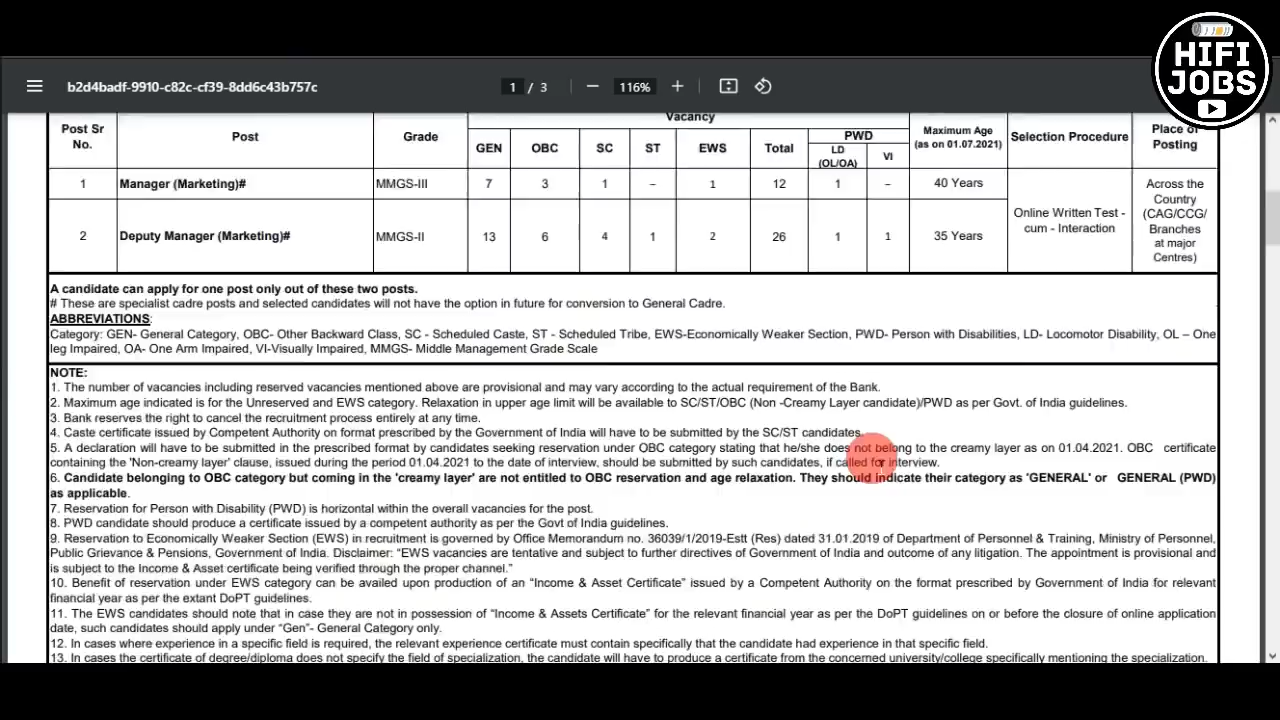 HIFI
JOBS
b2d4badf-9910-c82c-cf39-8dd6c43b757c
1 / 3
116%
Vacancy
Post Sr No. Post Grade GEN OBC SC ST EWS Total PWD LD (OL/OA) VI Maximum Age (as on 01.07.2021) Selection Procedure Place of Posting
1 Manager (Marketing)# MMGS-III 7 3 1 – 1 12 1 – 40 Years
2 Deputy Manager (Marketing)# MMGS-II 13 6 4 1 2 26 1 1 35 Years
Online Written Test -
cum - Interaction
Across the
Country
(CAG/CCG/
Branches
at major
Centres)
A candidate can apply for one post only out of these two posts.
# These are specialist cadre posts and selected candidates will not have the option in future for conversion to General Cadre.
ABBREVIATIONS:
Category: GEN- General Category, OBC- Other Backward Class, SC - Scheduled Caste, ST - Scheduled Tribe, EWS-Economically Weaker Section, PWD- Person with Disabilities, LD- Locomotor Disability, OL – One
leg Impaired, OA- One Arm Impaired, VI-Visually Impaired, MMGS- Middle Management Grade Scale
NOTE:
1. The number of vacancies including reserved vacancies mentioned above are provisional and may vary according to the actual requirement of the Bank.
2. Maximum age indicated is for the Unreserved and EWS category. Relaxation in upper age limit will be available to SC/ST/OBC (Non -Creamy Layer candidate)/PWD as per Govt. of India guidelines.
3. Bank reserves the right to cancel the recruitment process entirely at any time.
4. Caste certificate issued by Competent Authority on format prescribed by the Government of India will have to be submitted by the SC/ST candidates.
5. A declaration will have to be submitted in the prescribed format by candidates seeking reservation under OBC category stating that he/she does not belong to the creamy layer as on 01.04.2021. OBC certificate
containing the 'Non-creamy layer' clause, issued during the period 01.04.2021 to the date of interview, should be submitted by such candidates, if called for interview.
6. Candidate belonging to OBC category but coming in the 'creamy layer' are not entitled to OBC reservation and age relaxation. They should indicate their category as 'GENERAL' or GENERAL (PWD)
as applicable.
7. Reservation for Person with Disability (PWD) is horizontal within the overall vacancies for the post.
8. PWD candidate should produce a certificate issued by a competent authority as per the Govt of India guidelines.
9. Reservation to Economically Weaker Section (EWS) in recruitment is governed by Office Memorandum no. 36039/1/2019-Estt (Res) dated 31.01.2019 of Department of Personnel & Training, Ministry of Personnel,
Public Grievance & Pensions, Government of India. Disclaimer: “EWS vacancies are tentative and subject to further directives of Government of India and outcome of any litigation. The appointment is provisional and
is subject to the Income & Asset certificate being verified through the proper channel.”
10. Benefit of reservation under EWS category can be availed upon production of an “Income & Asset Certificate” issued by a Competent Authority on the format prescribed by Government of India for relevant
financial year as per the extant DoPT guidelines.
11. The EWS candidates should note that in case they are not in possession of “Income & Assets Certificate” for the relevant financial year as per the DoPT guidelines on or before the closure of online application
date, such candidates should apply under “Gen”- General Category only.
12. In cases where experience in a specific field is required, the relevant experience certificate must contain specifically that the candidate had experience in that specific field.
13. In cases the certificate of degree/diploma does not specify the field of specialization, the candidate will have to produce a certificate from the concerned university/college specifically mentioning the specialization.